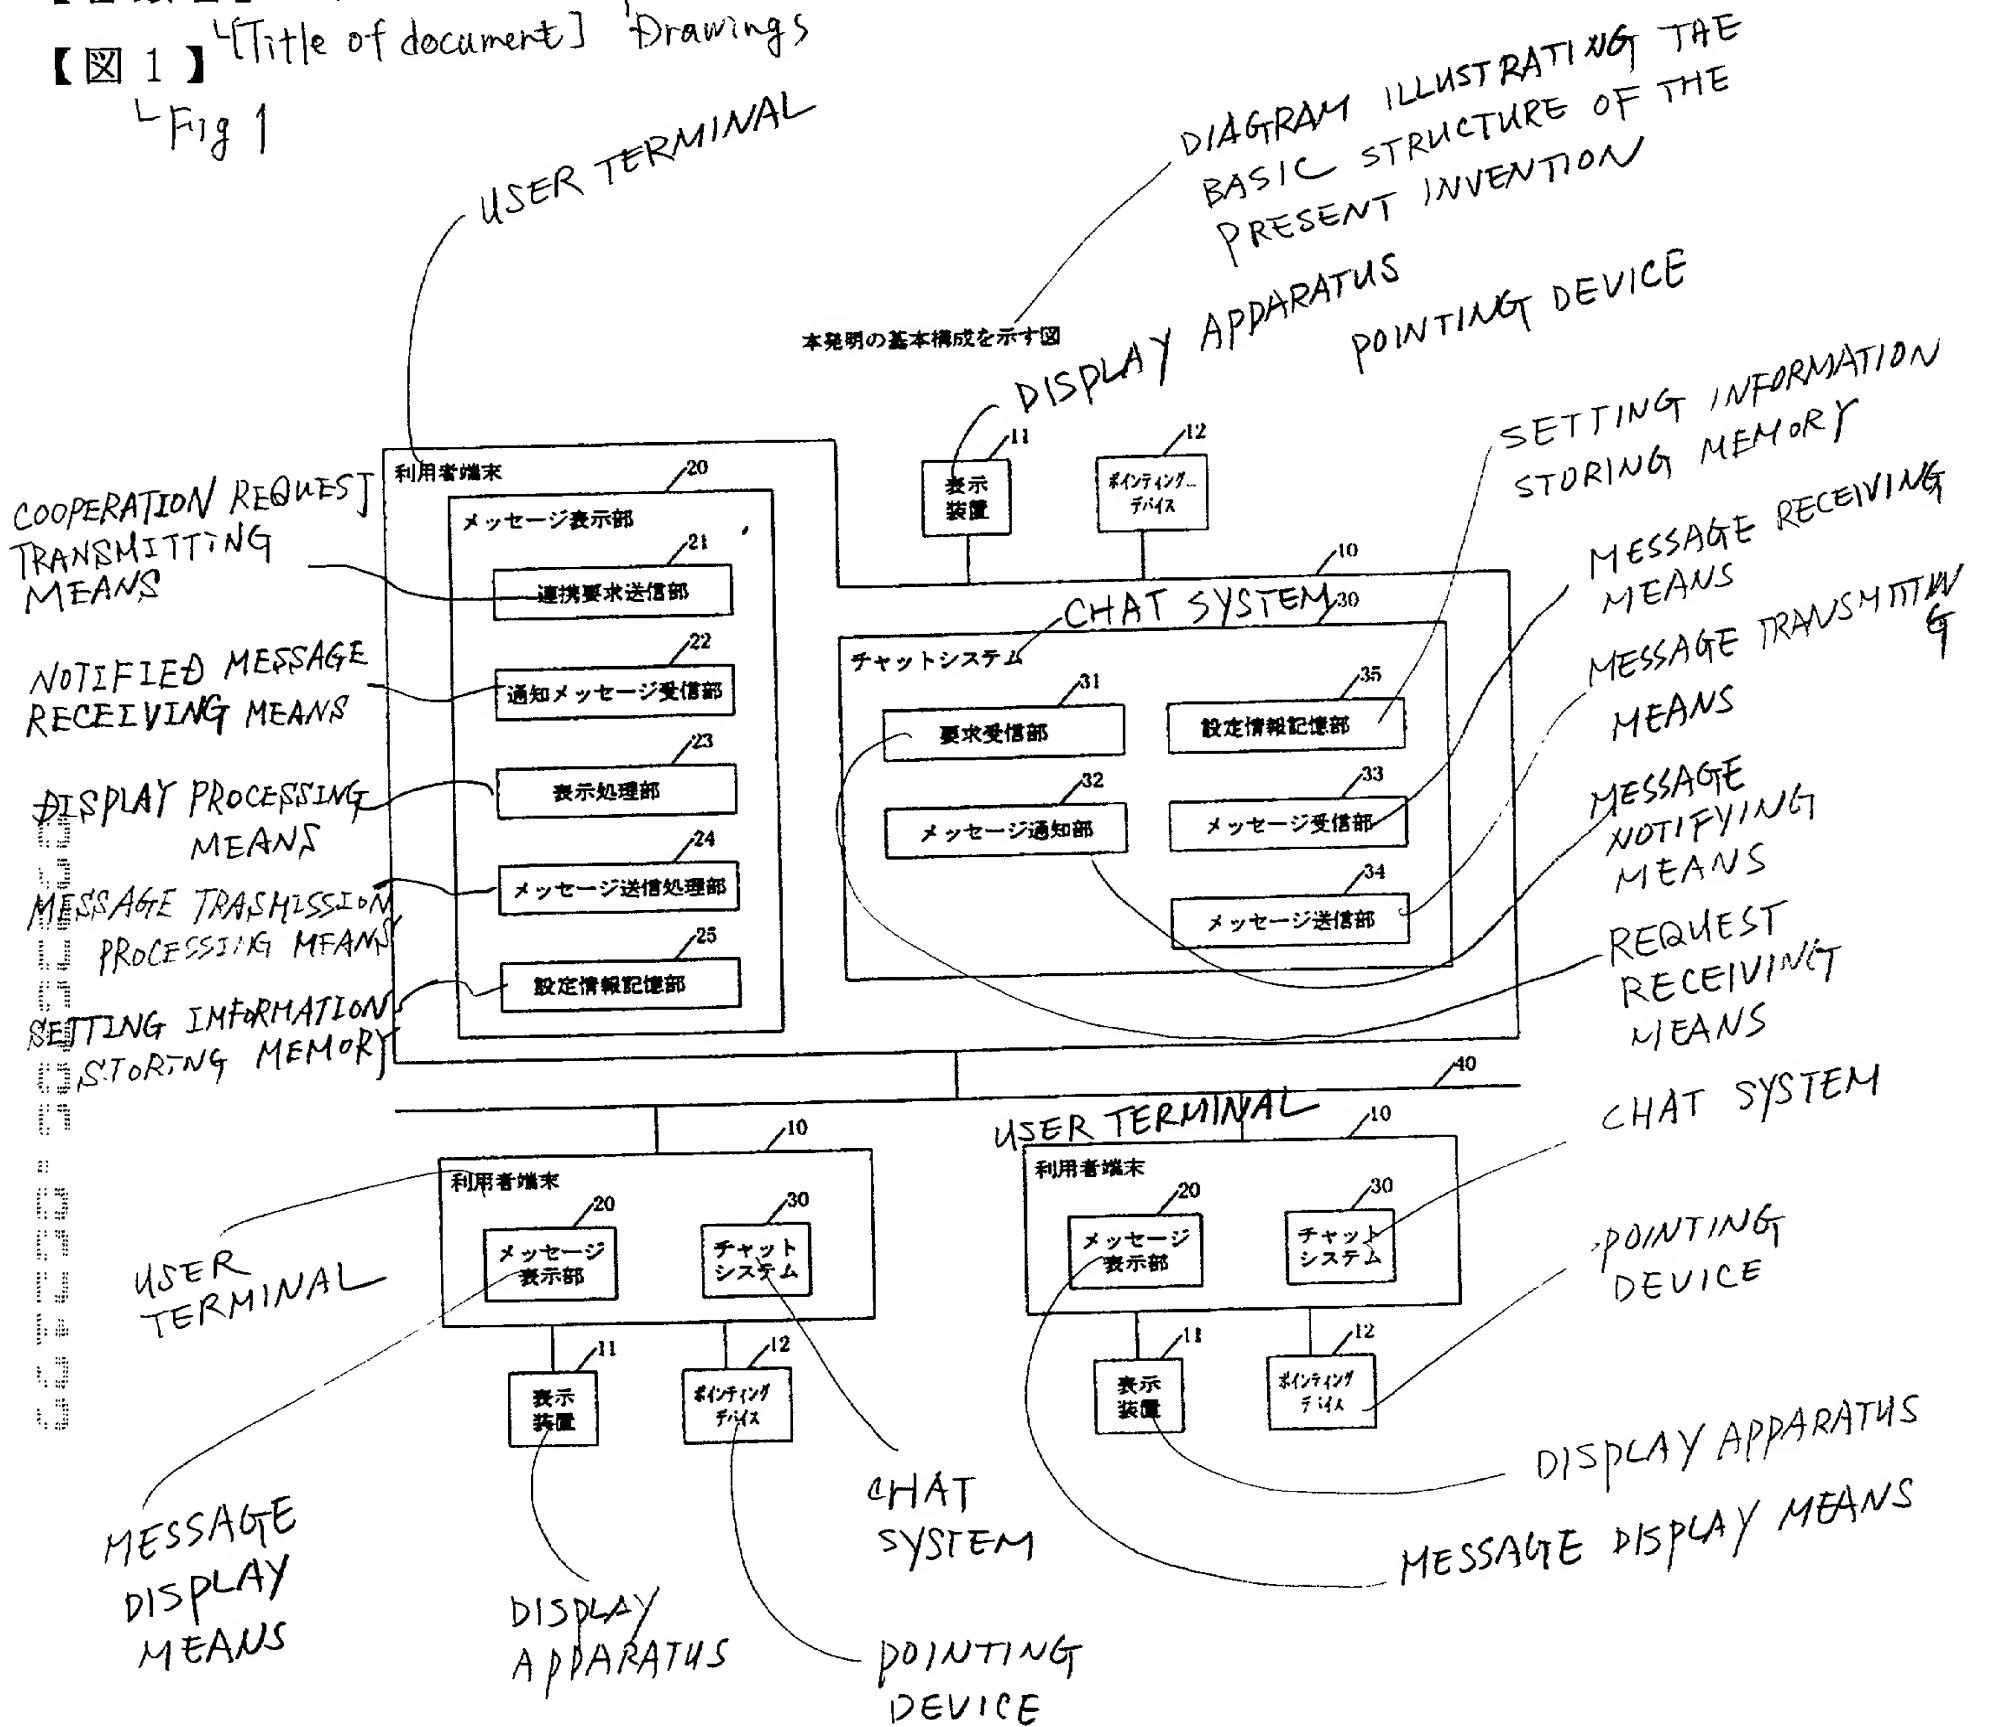 └[Title of document] Drawings
【図1】
└Fig 1
USER TERMINAL
DIAGRAM ILLUSTRATING THE
BASIC STRUCTURE OF THE
PRESENT INVENTION
本発明の基本構成を示す図
DISPLAY APPARATUS
POINTING DEVICE
SETTING INFORMATION
STORING MEMORY
MESSAGE RECEIVING
MEANS
MESSAGE TRANSMITTING
MEANS
MESSAGE
NOTIFYING
MEANS
REQUEST
RECEIVING
MEANS
CHAT SYSTEM
COOPERATION REQUEST
TRANSMITTING
MEANS
NOTIFIED MESSAGE
RECEIVING MEANS
DISPLAY PROCESSING
MEANS
MESSAGE TRASMISSION
PROCESSING MEANS
SETTING IMFORMATION
STORING MEMORY
利用者端末
20
メッセージ表示部
21
連携要求送信部
22
通知メッセージ受信部
23
表示処理部
24
メッセージ送信処理部
25
設定情報記憶部
11
表示
装置
12
ポインティング
デバイス
10
CHAT SYSTEM
30
チャットシステム
31
要求受信部
35
設定情報記憶部
32
メッセージ通知部
33
メッセージ受信部
34
メッセージ送信部
40
10
利用者端末
20
メッセージ
表示部
30
チャット
システム
11
表示
装置
12
ポインティング
デバイス
USER TERMINAL
10
利用者端末
20
メッセージ
表示部
30
チャット
システム
11
表示
装置
12
ポインティング
デバイス
USER
TERMINAL
POINTING
DEVICE
MESSAGE
DISPLAY
MEANS
DISPLAY
APPARATUS
CHAT
SYSTEM
POINTING
DEVICE
DISPLAY APPARATUS
MESSAGE DISPLAY MEANS